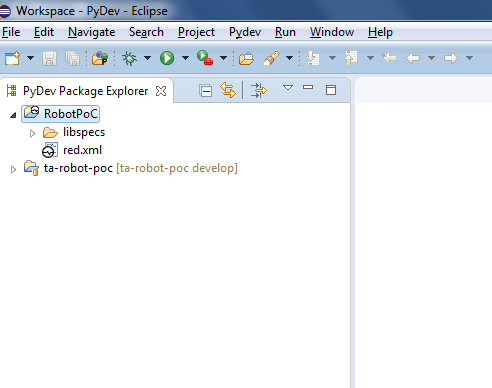 Workspace - PyDev - Eclipse
File Edit Navigate Search Project Pydev Run Window Help
PyDev Package Explorer
RobotPoC
libspecs
red.xml
ta-robot-poc [ta-robot-poc develop]